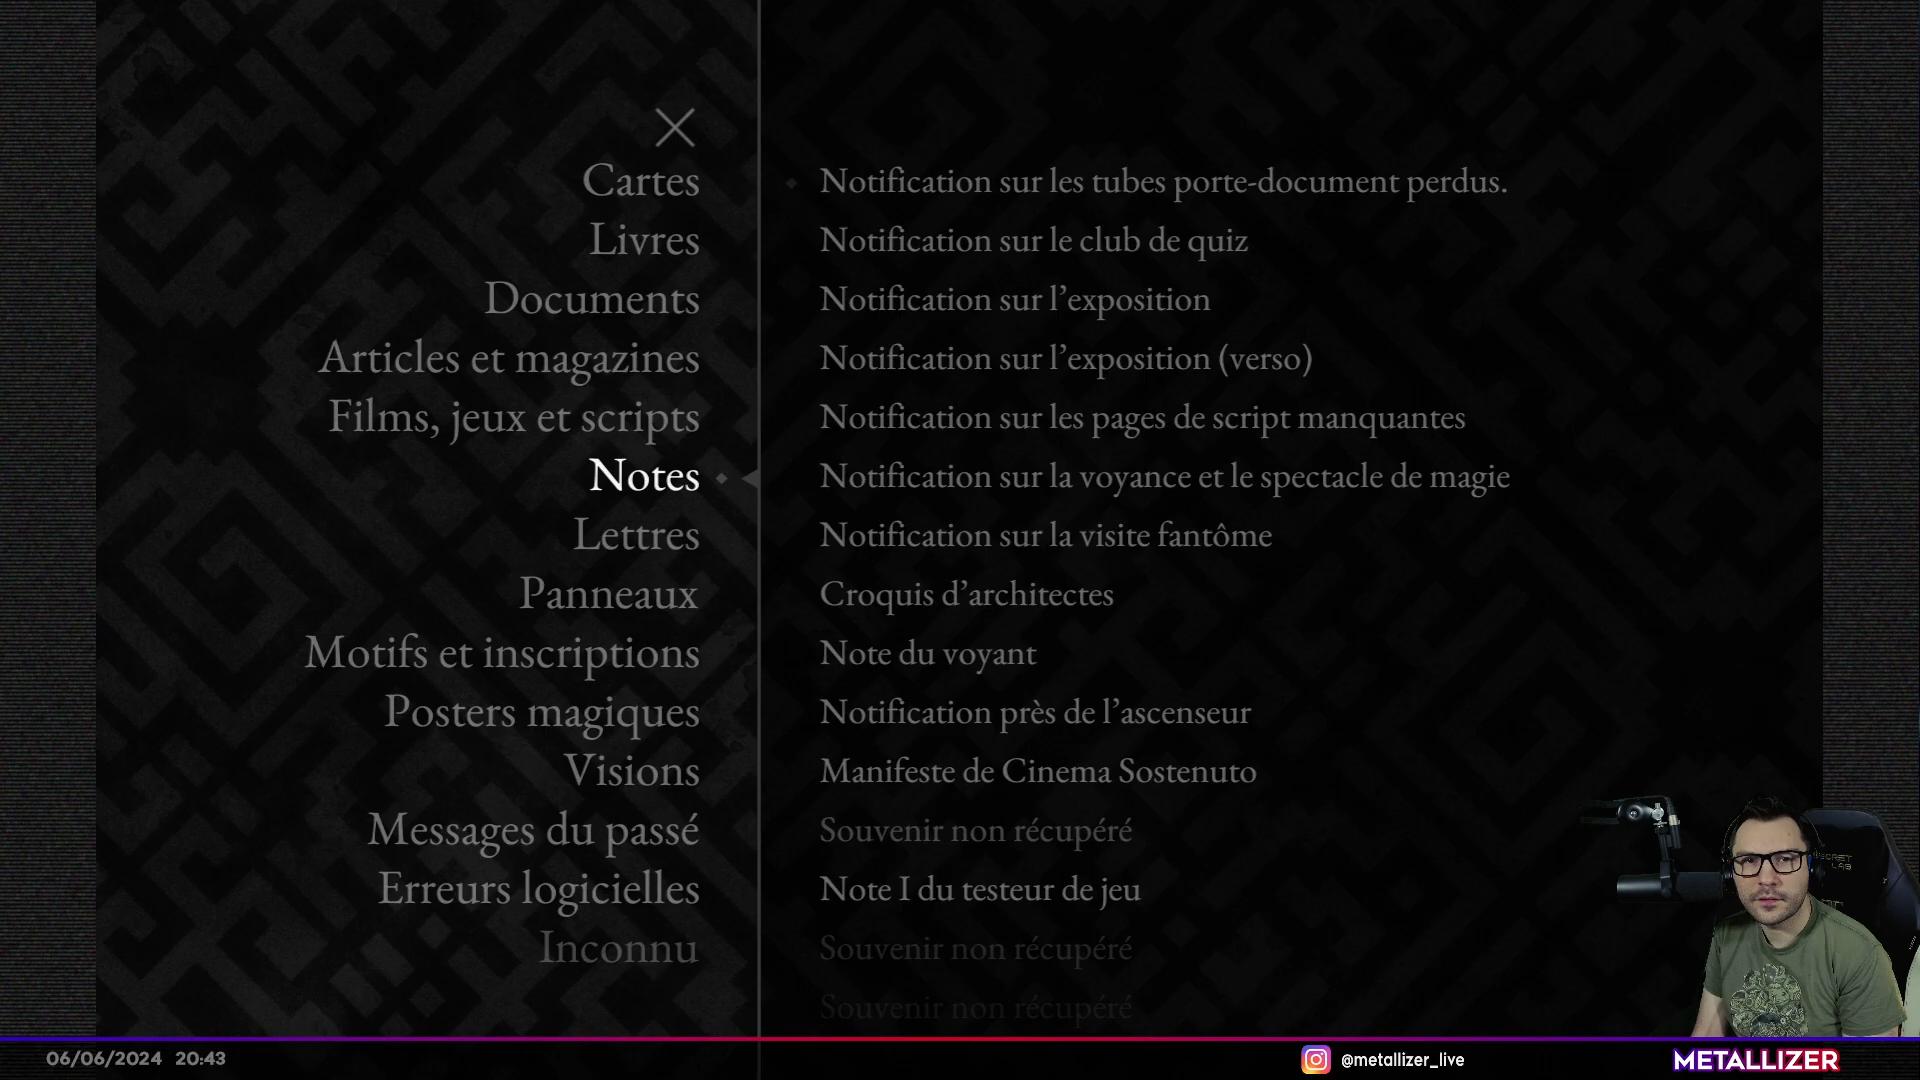 Cartes
Livres
Documents
Articles et magazines
Films, jeux et scripts
Notes
Lettres
Panneaux
Motifs et inscriptions
Posters magiques
Visions
Messages du passé
Erreurs logicielles
Inconnu
Notification sur les tubes porte-document perdus.
Notification sur le club de quiz
Notification sur l’exposition
Notification sur l’exposition (verso)
Notification sur les pages de script manquantes
Notification sur la voyance et le spectacle de magie
Notification sur la visite fantôme
Croquis d’architectes
Note du voyant
Notification près de l’ascenseur
Manifeste de Cinema Sostenuto
Souvenir non récupéré
Note I du testeur de jeu
Souvenir non récupéré
Souvenir non récupéré
06/06/2024 20:43
@metallizer_live
METALLIZER